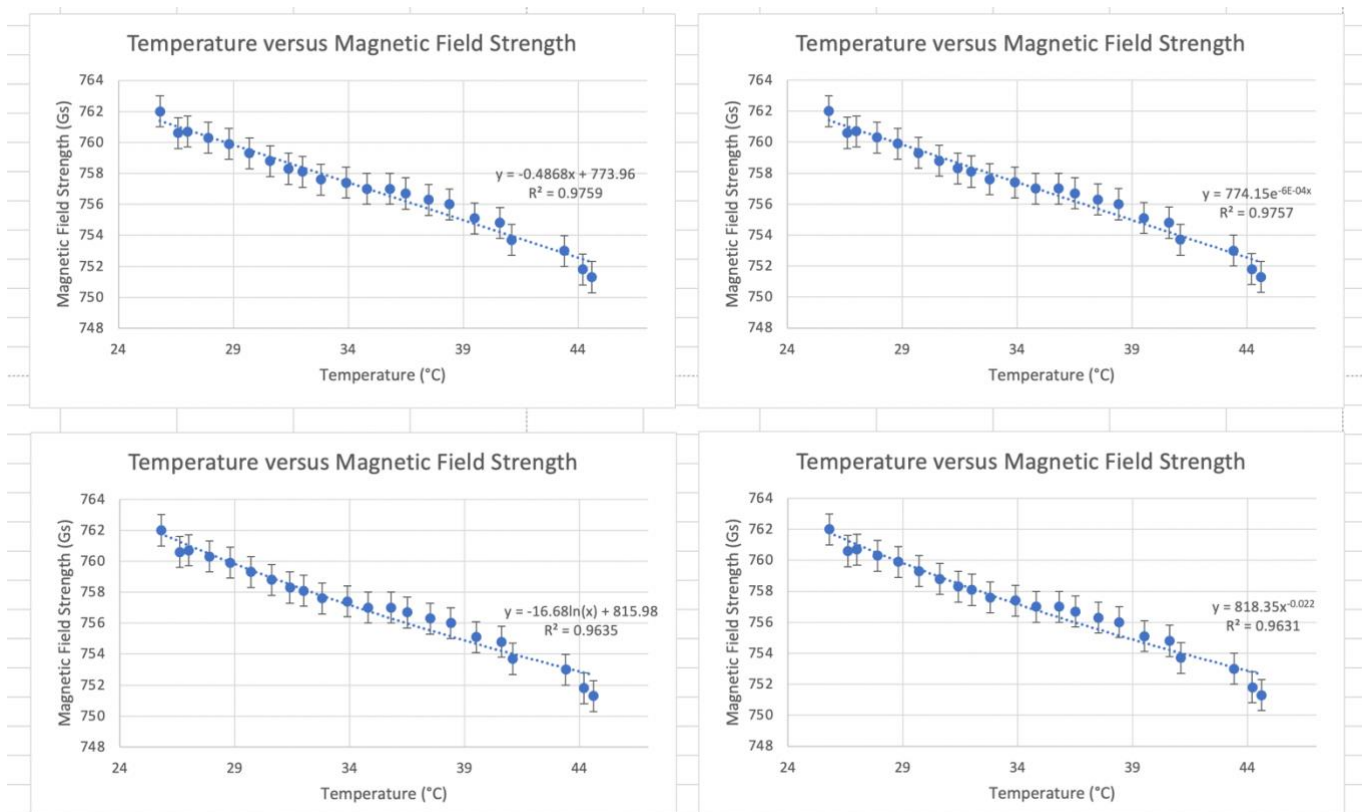 Temperature versus Magnetic Field Strength
Magnetic Field Strength (Gs)
764
762
760
758
756
754
752
750
748
y = -0.4868x + 773.96
R² = 0.9759
24 29 34 39 44
Temperature (°C)
Temperature versus Magnetic Field Strength
Magnetic Field Strength (Gs)
764
762
760
758
756
754
752
750
748
y = 774.15e^-6E-04x
R² = 0.9757
24 29 34 39 44
Temperature (°C)
Temperature versus Magnetic Field Strength
Magnetic Field Strength (Gs)
764
762
760
758
756
754
752
750
748
y = -16.68ln(x) + 815.98
R² = 0.9635
24 29 34 39 44
Temperature (°C)
Temperature versus Magnetic Field Strength
Magnetic Field Strength (Gs)
764
762
760
758
756
754
752
750
748
y = 818.35x^-0.022
R² = 0.9631
24 29 34 39 44
Temperature (°C)